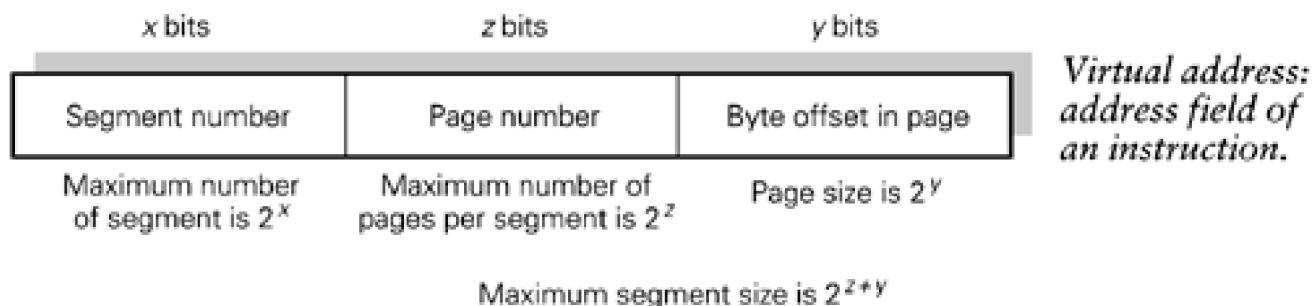 x bits
z bits
y bits
Segment number
Page number
Byte offset in page
Virtual address:
address field of
an instruction.
Maximum number
of segment is 2^x
Maximum number of
pages per segment is 2^z
Page size is 2^y
Maximum segment size is 2^{z+y}